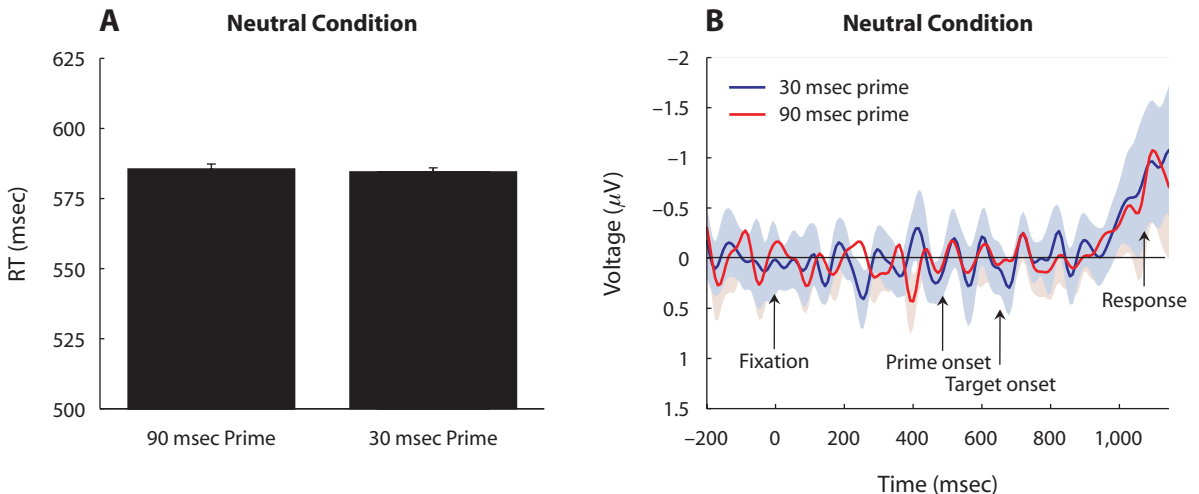 A
Neutral Condition
625
600
575
550
525
500
RT (msec)
90 msec Prime
30 msec Prime
B
Neutral Condition
–2
–1.5
–1
–0.5
0
0.5
1
1.5
Voltage (μV)
30 msec prime
90 msec prime
Fixation
Prime onset
Target onset
Response
–200
0
200
400
600
800
1,000
Time (msec)